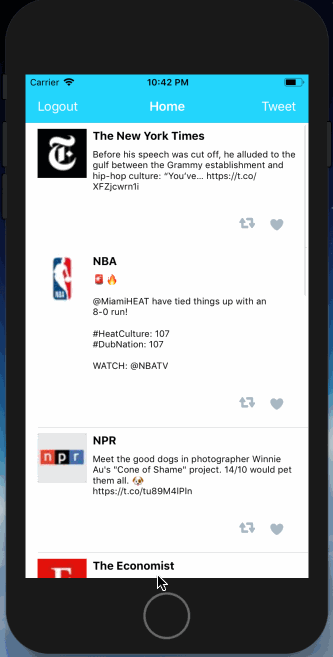 Carrier 10:42 PM
Logout Home Tweet
The New York Times
Before his speech was cut off, he alluded to the
gulf between the Grammy establishment and
hip-hop culture: “You’ve… https://t.co/
XFZjcwrn1i
NBA
🚨🔥
@MiamiHEAT have tied things up with an
8-0 run!
#HeatCulture: 107
#DubNation: 107
WATCH: @NBATV
NPR
n p r
Meet the good dogs in photographer Winnie
Au's "Cone of Shame" project. 14/10 would pet
them all. 🐶
https://t.co/tu89M4lPln
The Economist